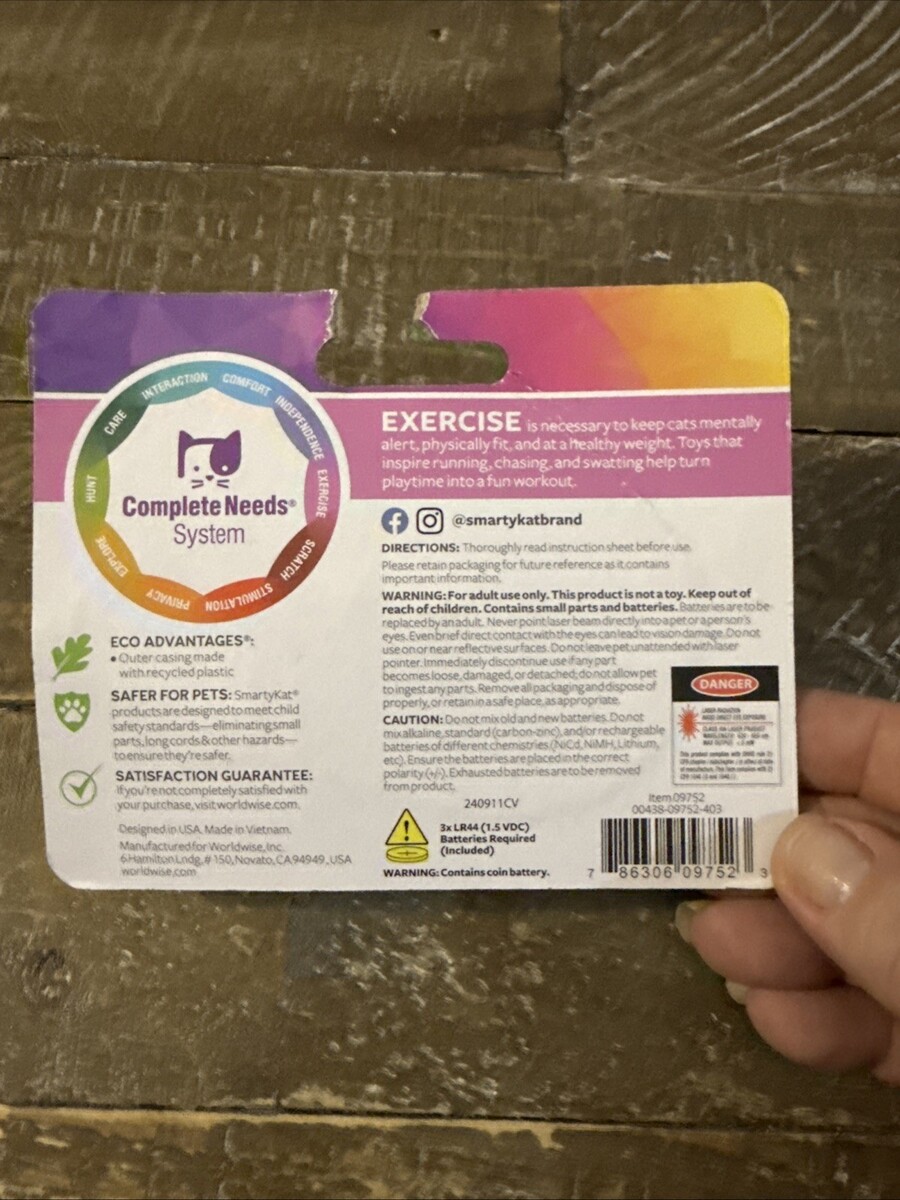 INTERACTION
COMFORT
INDEPENDENCE
EXERCISE
SCRATCH
STIMULATION
PRIVACY
EXPLORE
HUNT
CARE
Complete Needs®
System
EXERCISE is necessary to keep cats mentally
alert, physically fit, and at a healthy weight. Toys that
inspire running, chasing, and swatting help turn
playtime into a fun workout.
@smartykatbrand
DIRECTIONS: Thoroughly read instruction sheet before use.
Please retain packaging for future reference as it contains
important information.
WARNING: For adult use only. This product is not a toy. Keep out of
reach of children. Contains small parts and batteries. Batteries are to be
replaced by an adult. Never point laser beam directly into a pet or a person's
eyes. Even brief direct contact with the eyes can lead to vision damage. Do not
use on or near reflective surfaces. Do not leave pet unattended with laser
pointer. Immediately discontinue use if any part
becomes loose, damaged, or detached; do not allow pet
to ingest any parts. Remove all packaging and dispose of
properly, or retain in a safe place, as appropriate.
CAUTION: Do not mix old and new batteries. Do not
mix alkaline, standard (carbon-zinc), and/or rechargeable
batteries of different chemistries (NiCd, NiMH, Lithium,
etc). Ensure the batteries are placed in the correct
polarity (+/-). Exhausted batteries are to be removed
from product.
240911CV
3x LR44 (1.5 VDC)
Batteries Required
(Included)
WARNING: Contains coin battery.
DANGER
LASER RADIATION
AVOID DIRECT EYE EXPOSURE
Item 09752
00438-09752-403
7 86306 09752 3
ECO ADVANTAGES®:
• Outer casing made
with recycled plastic
SAFER FOR PETS: SmartyKat®
products are designed to meet child
safety standards—eliminating small
parts, long cords & other hazards—
to ensure they're safer.
SATISFACTION GUARANTEE:
If you're not completely satisfied with
your purchase, visit worldwise.com.
Designed in USA. Made in Vietnam.
Manufactured for Worldwise, Inc.
6 Hamilton Lndg, # 150, Novato, CA 94949, USA
worldwise.com